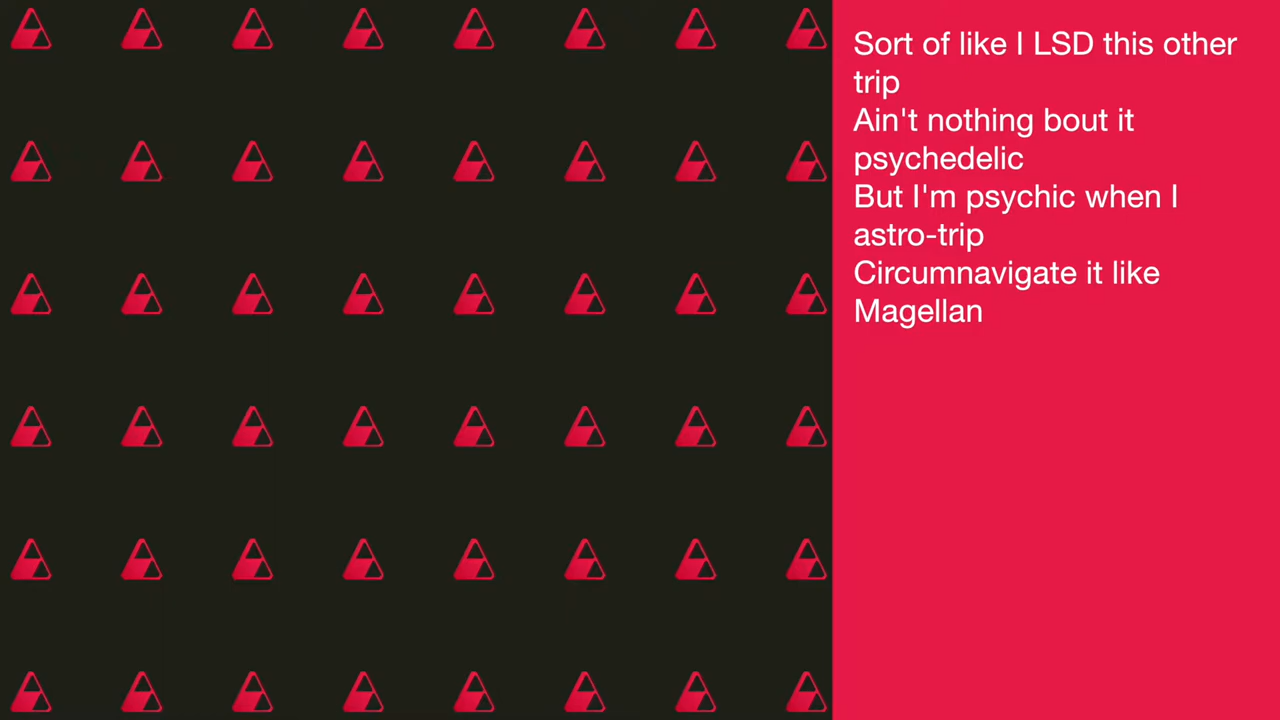 Sort of like I LSD this other
trip
Ain't nothing bout it
psychedelic
But I'm psychic when I
astro-trip
Circumnavigate it like
Magellan